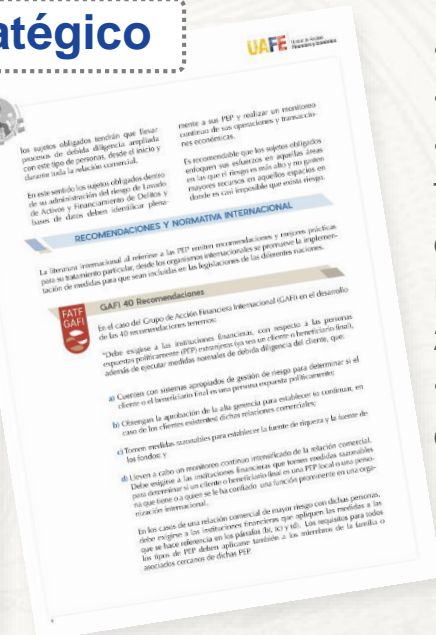 atégico
UAFE Unidad de Análisis
Financiero y Económico
los sujetos obligados tendrán que llevar
procesos de debida diligencia ampliada
con este tipo de personas, desde el inicio y
durante toda la relación comercial.
En este sentido los sujetos obligados dentro
de su administración del riesgo de Lavado
de Activos y Financiamiento de Delitos y
bases de datos deben identificar plena-
mente a sus PEP y realizar un monitoreo
continuo de sus operaciones y transaccio-
nes económicas.
Es recomendable que los sujetos obligados
enfoquen sus esfuerzos en aquellas áreas
en las que el riesgo es más alto y no gasten
mayores recursos en aquellos espacios en
donde es casi imposible que exista riesgo.
RECOMENDACIONES Y NORMATIVA INTERNACIONAL
La literatura internacional al referirse a las PEP emiten recomendaciones y mejores prácticas
para su tratamiento particular, desde los organismos internacionales se promueve la implemen-
tación de medidas para que sean incluidas en las legislaciones de las diferentes naciones.
FATF
GAFI
GAFI 40 Recomendaciones
En el caso del Grupo de Acción Financiera Internacional (GAFI) en el desarrollo
de las 40 recomendaciones tenemos:
"Debe exigirse a las instituciones financieras, con respecto a las personas
expuestas políticamente (PEP) extranjeras (ya sea un cliente o beneficiario final),
además de ejecutar medidas normales de debida diligencia del cliente, que:
a) Cuenten con sistemas apropiados de gestión de riesgo para determinar si el
cliente o el beneficiario final es una persona expuesta políticamente;
b) Obtengan la aprobación de la alta gerencia para establecer (o continuar, en
caso de los clientes existentes) dichas relaciones comerciales;
c) Tomen medidas razonables para establecer la fuente de riqueza y la fuente de
los fondos; y
d) Lleven a cabo un monitoreo continuo intensificado de la relación comercial.
Debe exigirse a las instituciones financieras que tomen medidas razonables
para determinar si un cliente o beneficiario final es una PEP local o una perso-
na que tiene o a quien se le ha confiado una función prominente en una orga-
nización internacional.
En los casos de una relación comercial de mayor riesgo con dichas personas,
debe exigirse a las instituciones financieras que apliquen las medidas a las
que se hace referencia en los párrafos (b), (c) y (d). Los requisitos para todos
los tipos de PEP deben aplicarse también a los miembros de la familia o
asociados cercanos de dichas PEP.